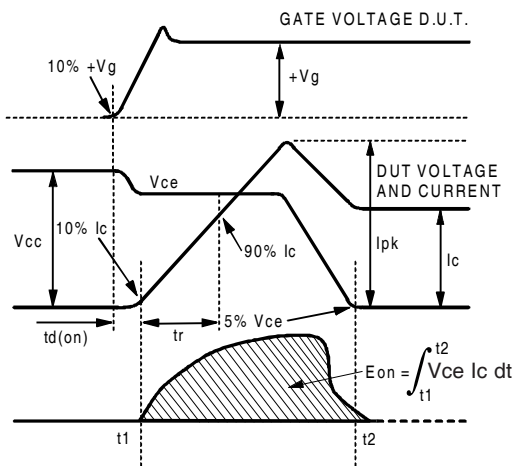 GATE VOLTAGE D.U.T.
10% +Vg
+Vg
Vce
DUT VOLTAGE
AND CURRENT
Vcc
10% Ic
90% Ic
Ipk
Ic
td(on)
tr
5% Vce
Eon = ∫ Vce Ic dt
t2
t1
t1
t2